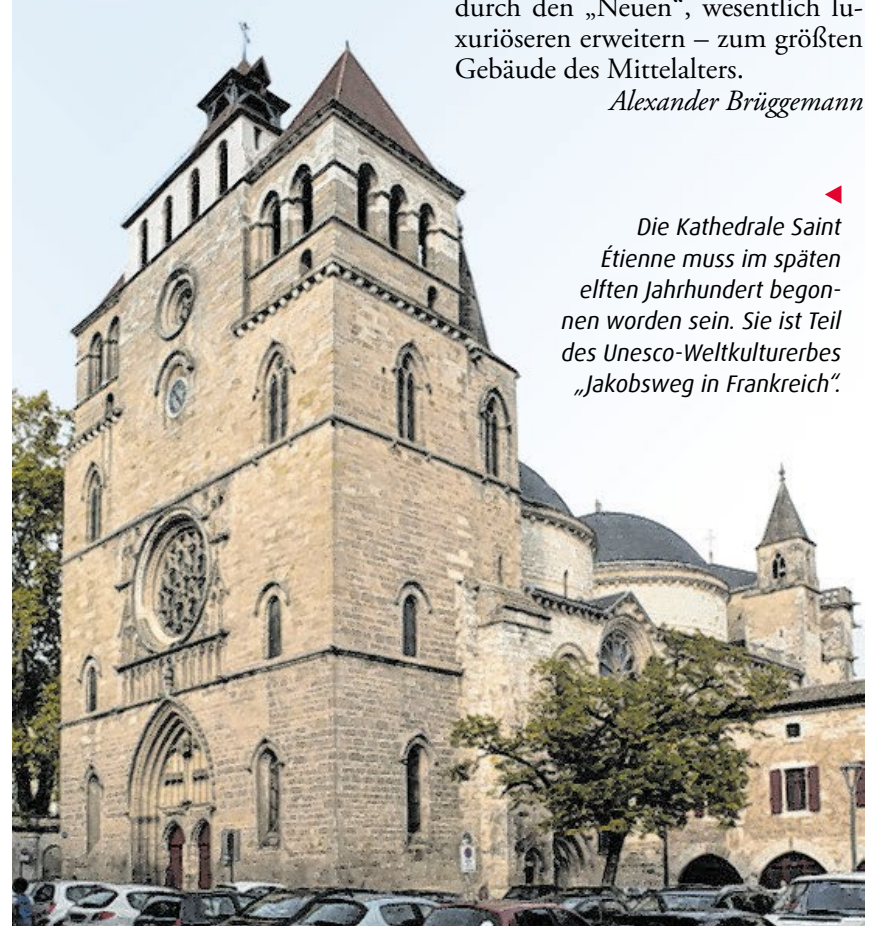 durch den „Neuen“, wesentlich lu-
xuriöseren erweitern – zum größten
Gebäude des Mittelalters.
Alexander Brüggemann
Die Kathedrale Saint
Étienne muss im späten
elften Jahrhundert begon-
nen worden sein. Sie ist Teil
des Unesco-Weltkulturerbes
„Jakobsweg in Frankreich“.